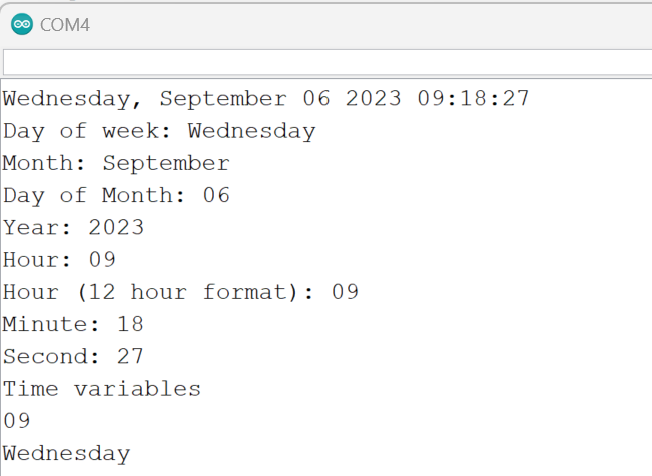 COM4
Wednesday, September 06 2023 09:18:27
Day of week: Wednesday
Month: September
Day of Month: 06
Year: 2023
Hour: 09
Hour (12 hour format): 09
Minute: 18
Second: 27
Time variables
09
Wednesday